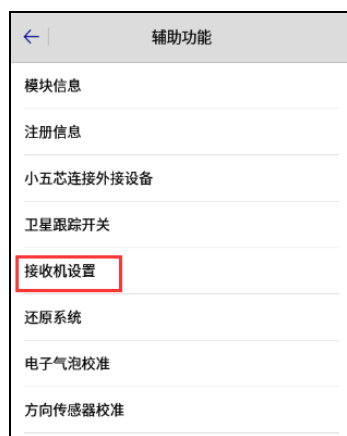 辅助功能
模块信息
注册信息
小五芯连接外接设备
卫星跟踪开关
接收机设置
还原系统
电子气泡校准
方向传感器校准